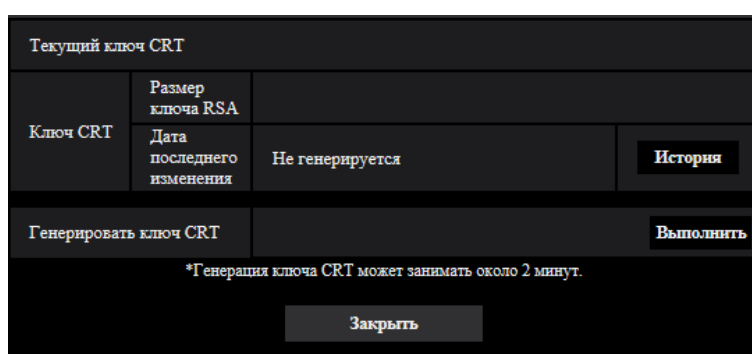 Текущий ключ CRT
Ключ CRT
Размер
ключа RSA
Дата
последнего
изменения
Не генерируется
История
Генерировать ключ CRT
Выполнить
*Генерация ключа CRT может занимать около 2 минут.
Закрыть